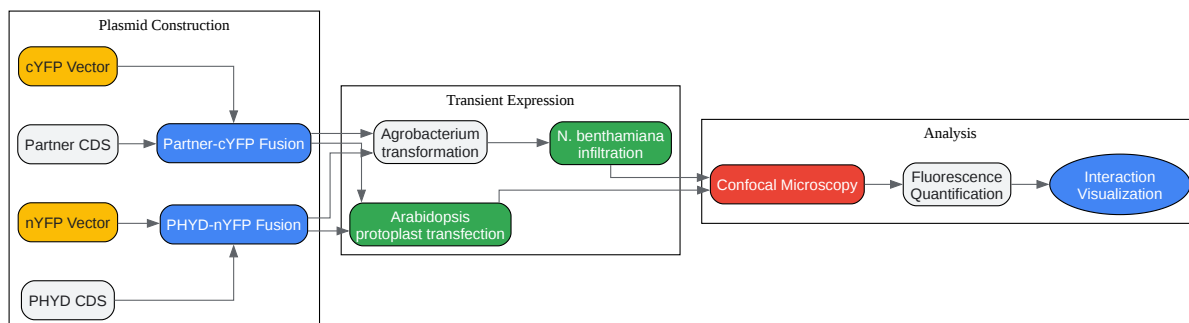 Plasmid Construction
cYFP Vector
Partner CDS
Partner-cYFP Fusion
nYFP Vector
PHYD-nYFP Fusion
PHYD CDS
Transient Expression
Agrobacterium
transformation
N. benthamiana
infiltration
Arabidopsis
protoplast transfection
Analysis
Confocal Microscopy
Fluorescence
Quantification
Interaction
Visualization